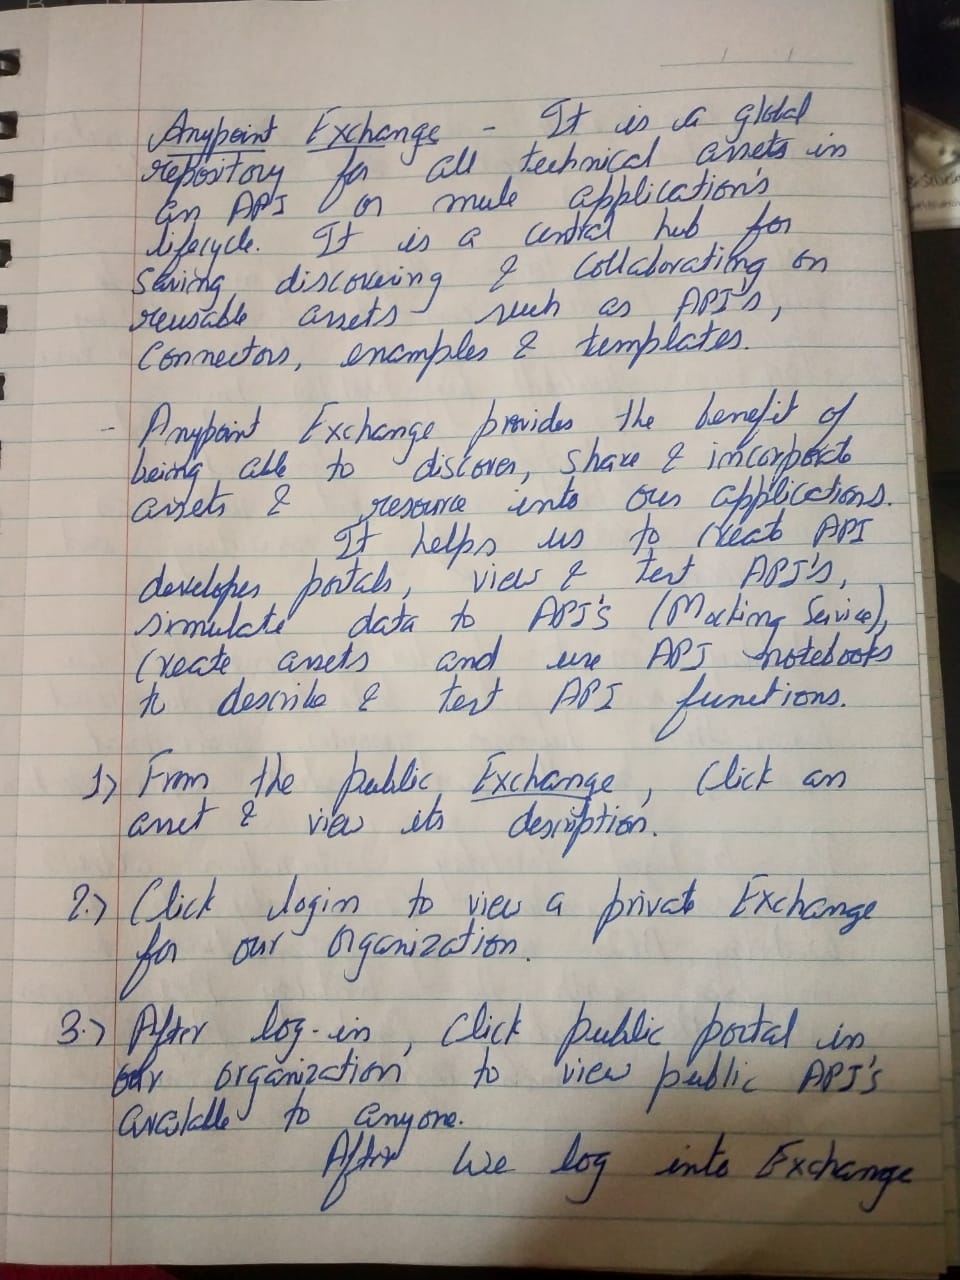 Anypoint Exchange - It is a global
repository for all technical assets in
an API or mule application's
lifecycle. It is a central hub for
saving discovering & collaborating on
reusable assets such as API's,
Connectors, examples & templates.
- Anypoint Exchange provides the benefit of
being able to discover, share & incorporate
assets & resource into our applications.
It helps us to create API
developer portals, view & test API's,
simulate data to API's (Mocking Service),
Create assets and use API notebooks
to describe & test API functions.
1) From the public Exchange, Click an
asset & view its description.
2.) Click login to view a private Exchange
for our organization.
3.) After log-in, Click public portal in
our organization to view public API's
available to anyone.
After we log into Exchange